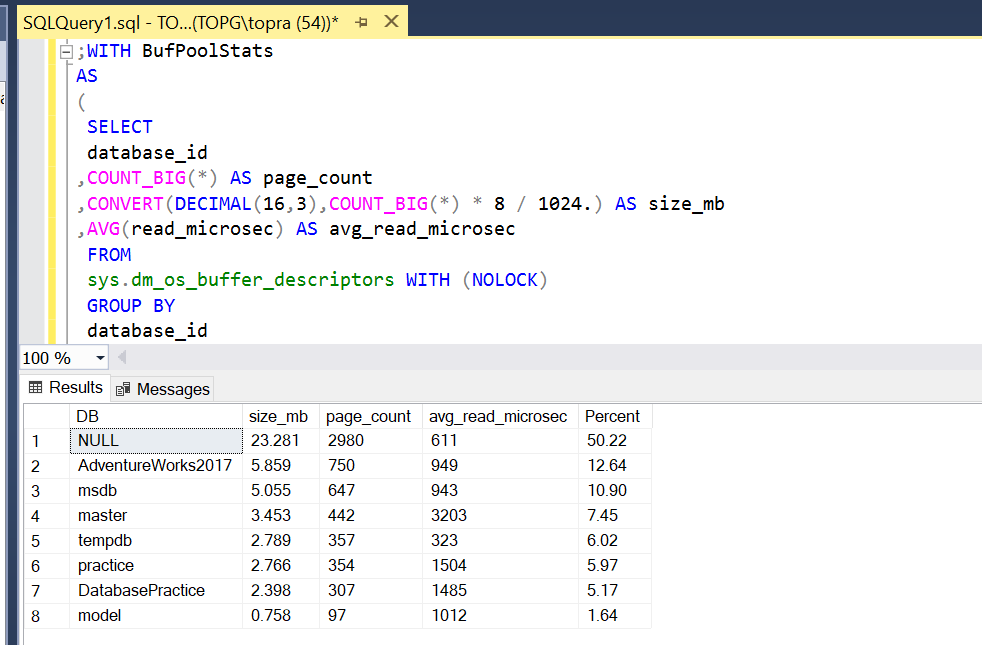 SQLQuery1.sql - TO...(TOPG\topra (54))*
;WITH BufPoolStats
AS
(
SELECT
database_id
,COUNT_BIG(*) AS page_count
,CONVERT(DECIMAL(16,3),COUNT_BIG(*) * 8 / 1024.) AS size_mb
,AVG(read_microsec) AS avg_read_microsec
FROM
sys.dm_os_buffer_descriptors WITH (NOLOCK)
GROUP BY
database_id
100 %
Results Messages
DB size_mb page_count avg_read_microsec Percent
1 NULL 23.281 2980 611 50.22
2 AdventureWorks2017 5.859 750 949 12.64
3 msdb 5.055 647 943 10.90
4 master 3.453 442 3203 7.45
5 tempdb 2.789 357 323 6.02
6 practice 2.766 354 1504 5.97
7 DatabasePractice 2.398 307 1485 5.17
8 model 0.758 97 1012 1.64